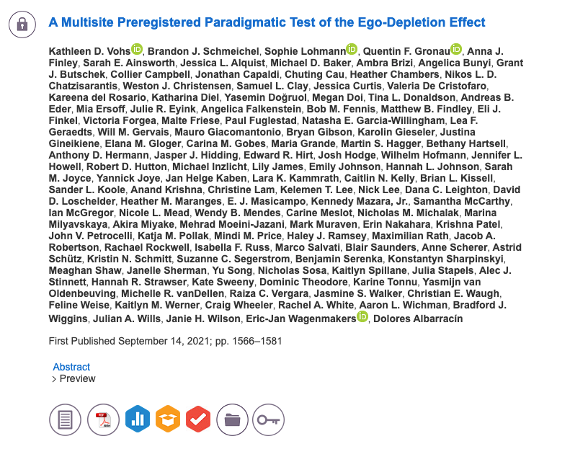 A Multisite Preregistered Paradigmatic Test of the Ego-Depletion Effect
Kathleen D. Vohs iD, Brandon J. Schmeichel, Sophie Lohmann iD, Quentin F. Gronau iD, Anna J.
Finley, Sarah E. Ainsworth, Jessica L. Alquist, Michael D. Baker, Ambra Brizi, Angelica Bunyi, Grant
J. Butschek, Collier Campbell, Jonathan Capaldi, Chuting Cau, Heather Chambers, Nikos L. D.
Chatzisarantis, Weston J. Christensen, Samuel L. Clay, Jessica Curtis, Valeria De Cristofaro,
Kareena del Rosario, Katharina Diel, Yasemin Doğruol, Megan Doi, Tina L. Donaldson, Andreas B.
Eder, Mia Ersoff, Julie R. Eyink, Angelica Falkenstein, Bob M. Fennis, Matthew B. Findley, Eli J.
Finkel, Victoria Forgea, Malte Friese, Paul Fuglestad, Natasha E. Garcia-Willingham, Lea F.
Geraedts, Will M. Gervais, Mauro Giacomantonio, Bryan Gibson, Karolin Gieseler, Justina
Gineikiene, Elana M. Gloger, Carina M. Gobes, Maria Grande, Martin S. Hagger, Bethany Hartsell,
Anthony D. Hermann, Jasper J. Hidding, Edward R. Hirt, Josh Hodge, Wilhelm Hofmann, Jennifer L.
Howell, Robert D. Hutton, Michael Inzlicht, Lily James, Emily Johnson, Hannah L. Johnson, Sarah
M. Joyce, Yannick Joye, Jan Helge Kaben, Lara K. Kammrath, Caitlin N. Kelly, Brian L. Kissell,
Sander L. Koole, Anand Krishna, Christine Lam, Kelemen T. Lee, Nick Lee, Dana C. Leighton, David
D. Loschelder, Heather M. Maranges, E. J. Masicampo, Kennedy Mazara, Jr., Samantha McCarthy,
Ian McGregor, Nicole L. Mead, Wendy B. Mendes, Carine Meslot, Nicholas M. Michalak, Marina
Milyavskaya, Akira Miyake, Mehrad Moeini-Jazani, Mark Muraven, Erin Nakahara, Krishna Patel,
John V. Petrocelli, Katja M. Pollak, Mindi M. Price, Haley J. Ramsey, Maximilian Rath, Jacob A.
Robertson, Rachael Rockwell, Isabella F. Russ, Marco Salvati, Blair Saunders, Anne Scherer, Astrid
Schütz, Kristin N. Schmitt, Suzanne C. Segerstrom, Benjamin Serenka, Konstantyn Sharpinskyi,
Meaghan Shaw, Janelle Sherman, Yu Song, Nicholas Sosa, Kaitlyn Spillane, Julia Stapels, Alec J.
Stinnett, Hannah R. Strawser, Kate Sweeny, Dominic Theodore, Karine Tonnu, Yasmijn van
Oldenbeuving, Michelle R. vanDellen, Raiza C. Vergara, Jasmine S. Walker, Christian E. Waugh,
Feline Weise, Kaitlyn M. Werner, Craig Wheeler, Rachel A. White, Aaron L. Wichman, Bradford J.
Wiggins, Julian A. Wills, Janie H. Wilson, Eric-Jan Wagenmakers iD, Dolores Albarracín
First Published September 14, 2021; pp. 1566–1581
Abstract
> Preview
PDF